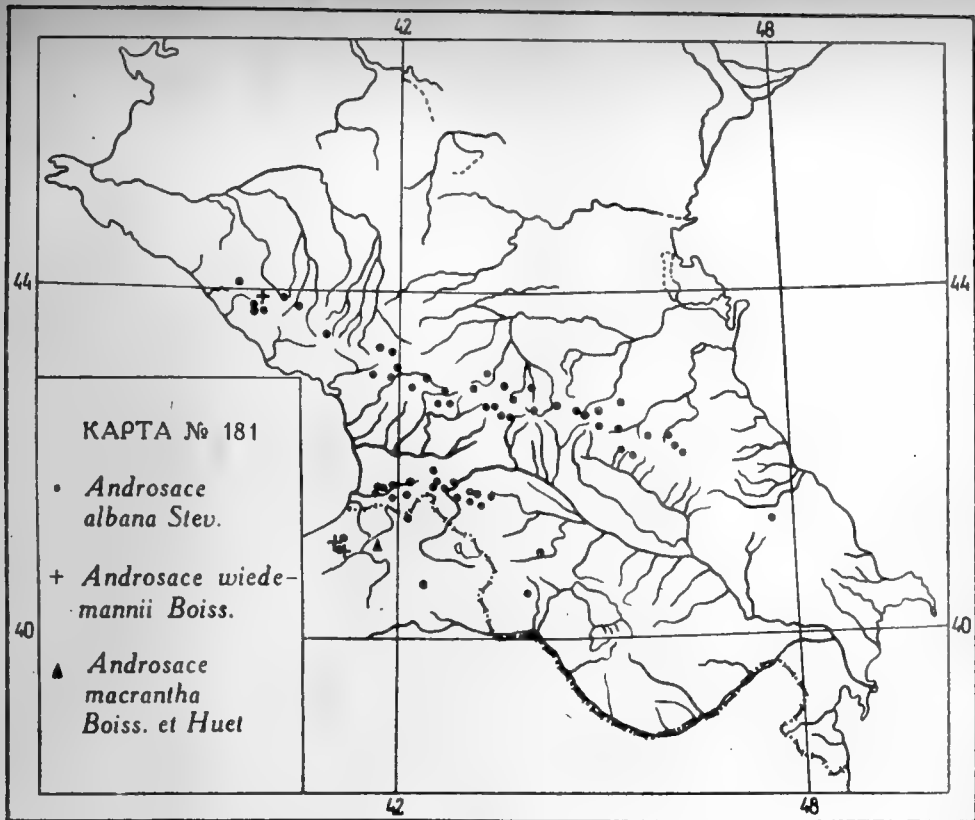 42 48
44 44
КАРТА № 181
Androsace
albana Stev.
Androsace wiede-
mannii Boiss.
40 40
Androsace
macrantha
Boiss. et Huet
42 48